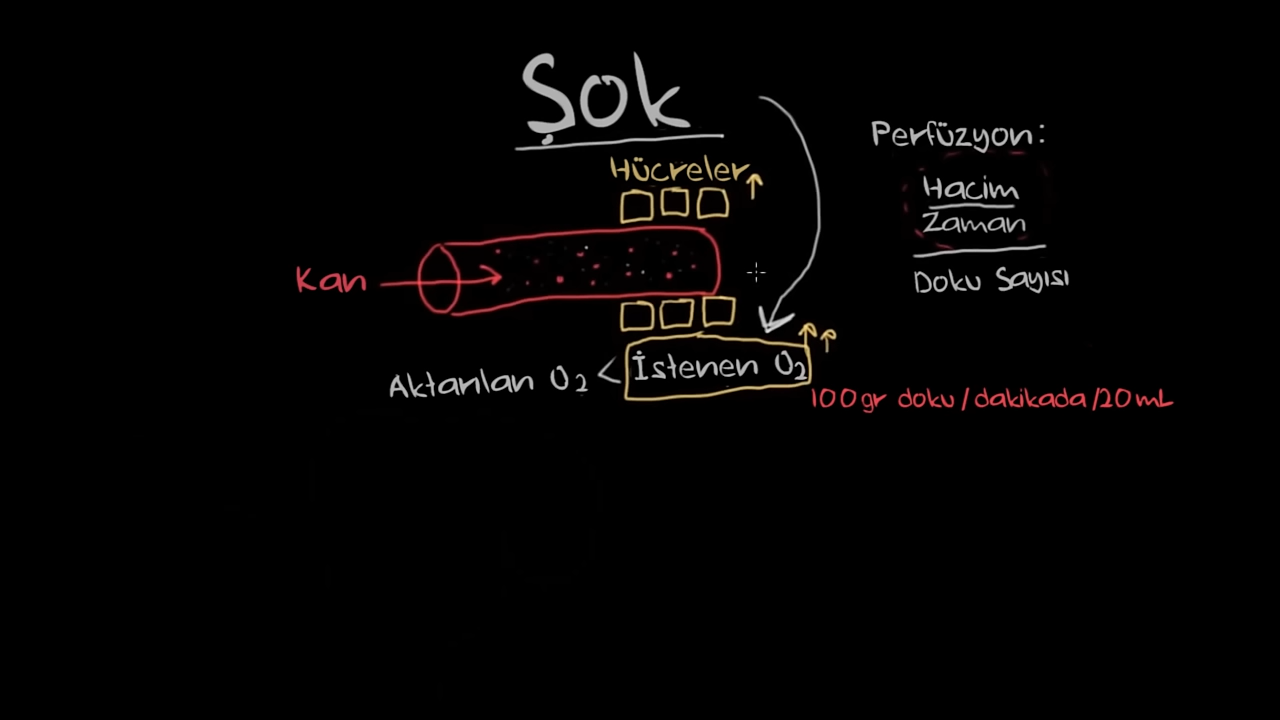 Şok
Hücreler
Kan
Aktarılan O2 < İstenen O2
Perfüzyon:
Hacim
Zaman
Doku Sayısı
100gr doku/dakikada/20mL